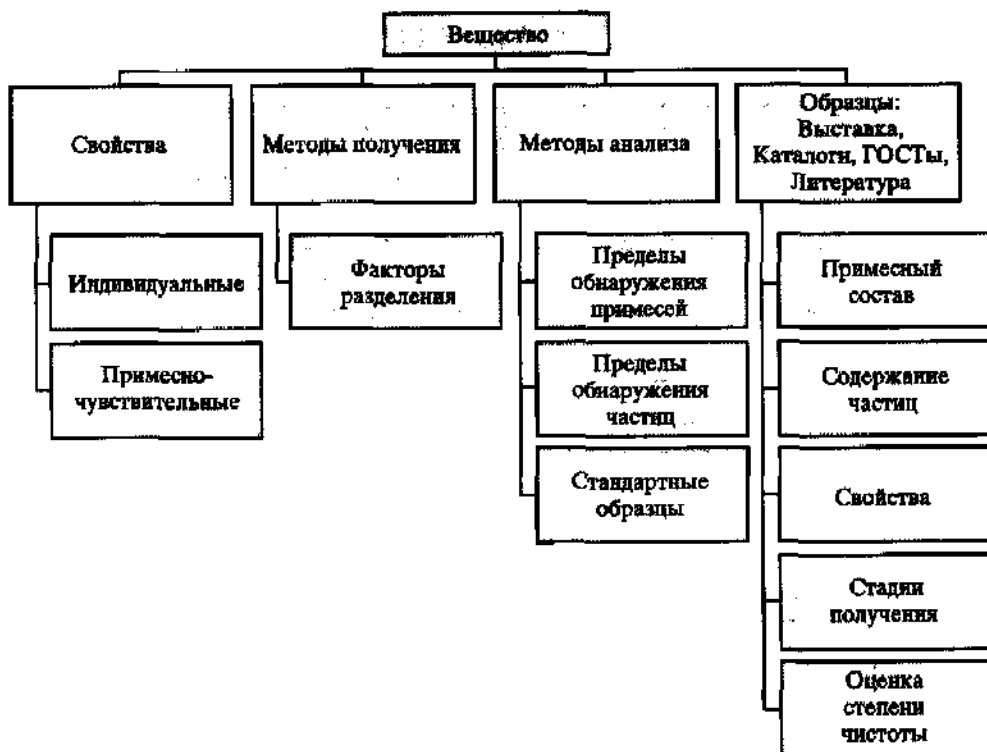 Вещество
Свойства
Методы получения
Методы анализа
Образцы:
Выставка,
Каталоги, ГОСТы,
Литература
Индивидуальные
Примесно-
чувствительные
Факторы
разделения
Пределы
обнаружения
примесей
Пределы
обнаружения
частиц
Стандартные
образцы
Примесный
состав
Содержание
частиц
Свойства
Стадии
получения
Оценка
степени
чистоты